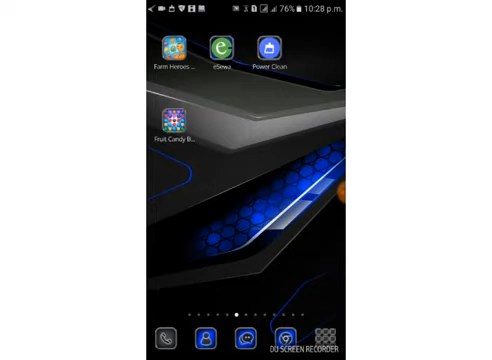 76% 10:28 p.m.
Farm Heroes ... eSewa Power Clean
Fruit Candy B...
DU SCREEN RECORDER